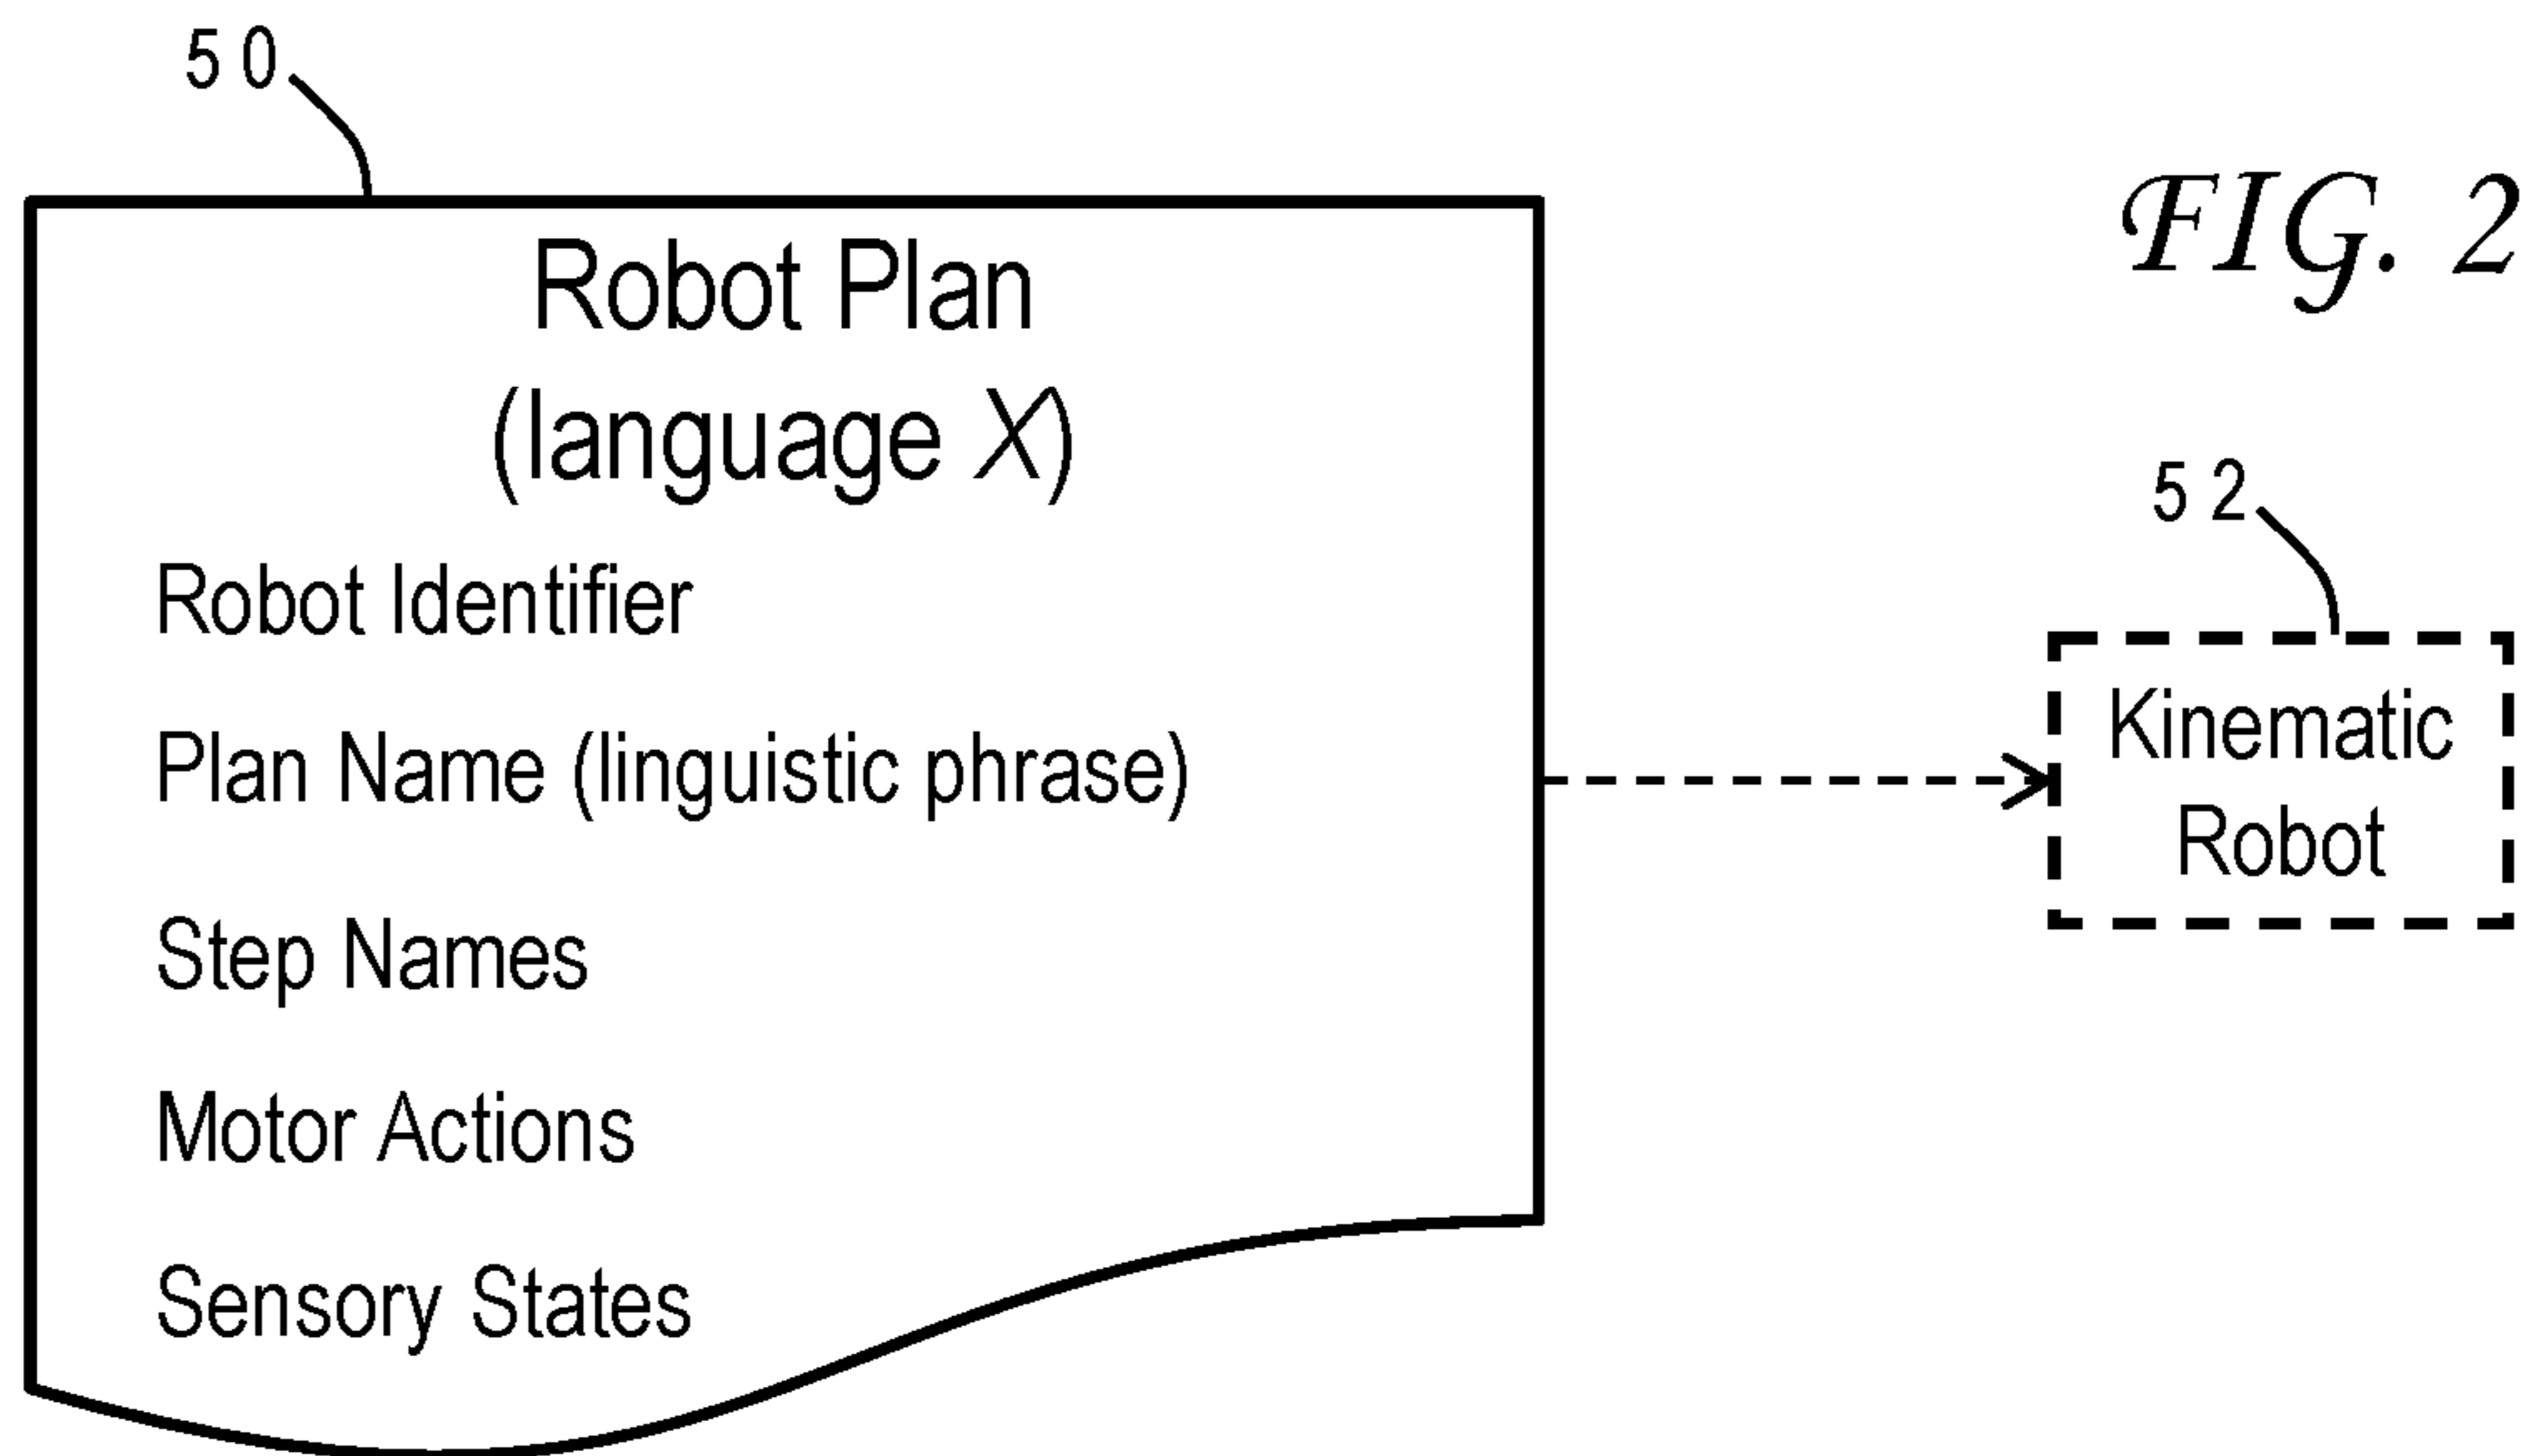 50
FIG. 2
Robot Plan
(language X)
Robot Identifier
Plan Name (linguistic phrase)
Step Names
Motor Actions
Sensory States
52
Kinematic
Robot